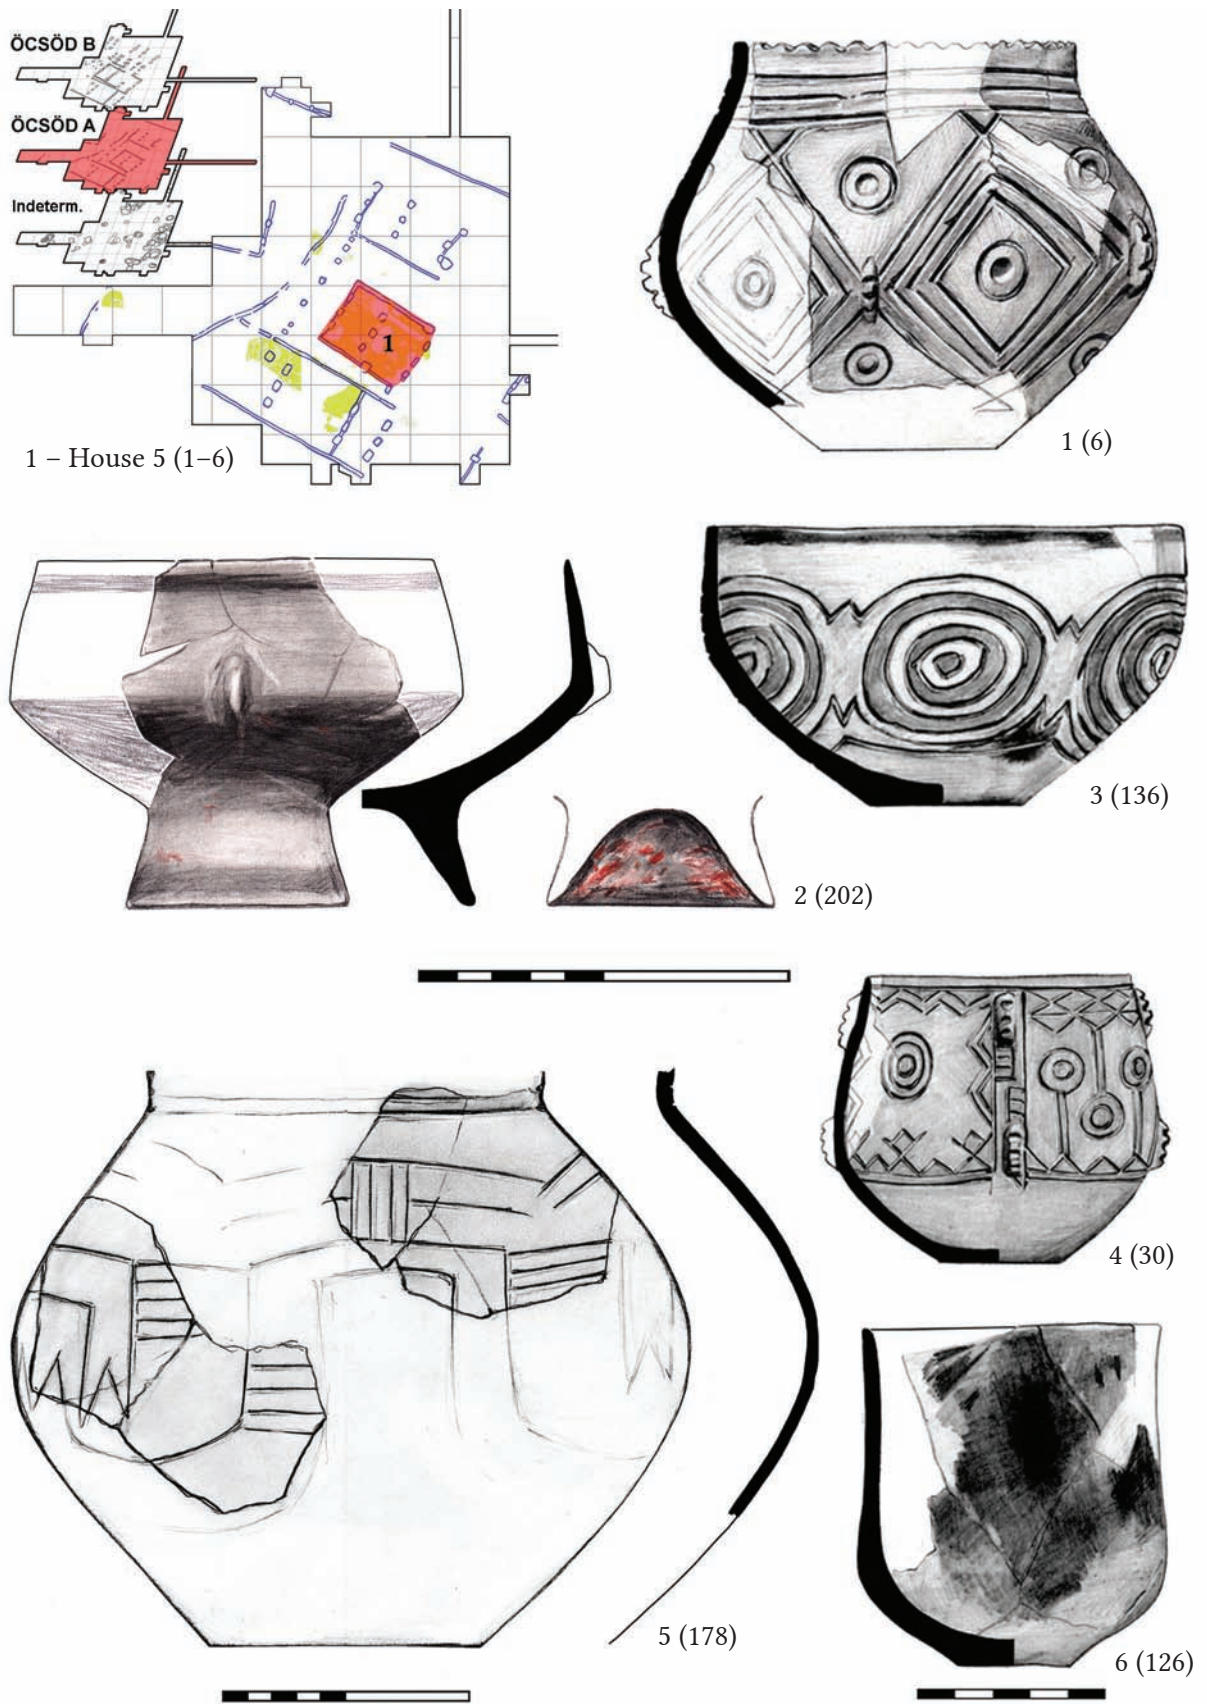 ÖCSÖD B
ÖCSÖD A
Indeterm.
1
1 – House 5 (1–6)
1 (6)
3 (136)
2 (202)
4 (30)
5 (178)
6 (126)